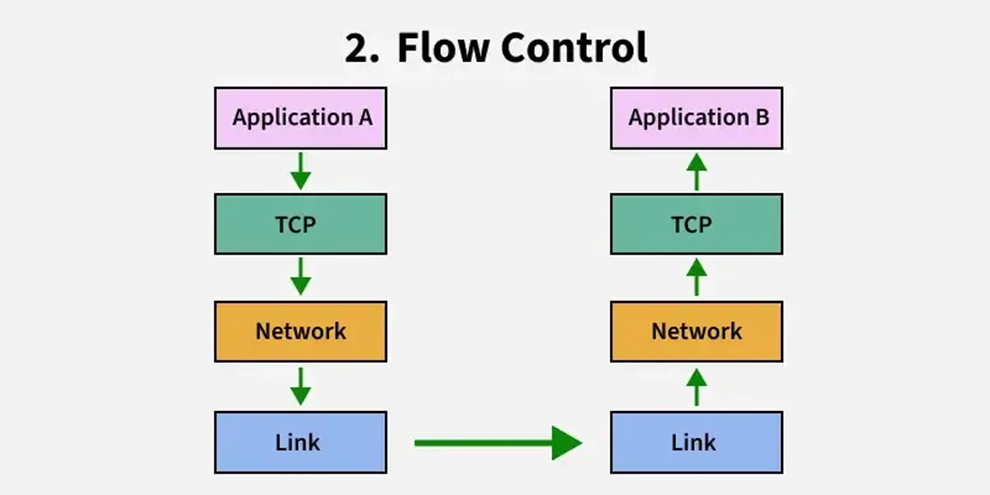 2. Flow Control
Application A
Application B
TCP
TCP
Network
Network
Link
Link